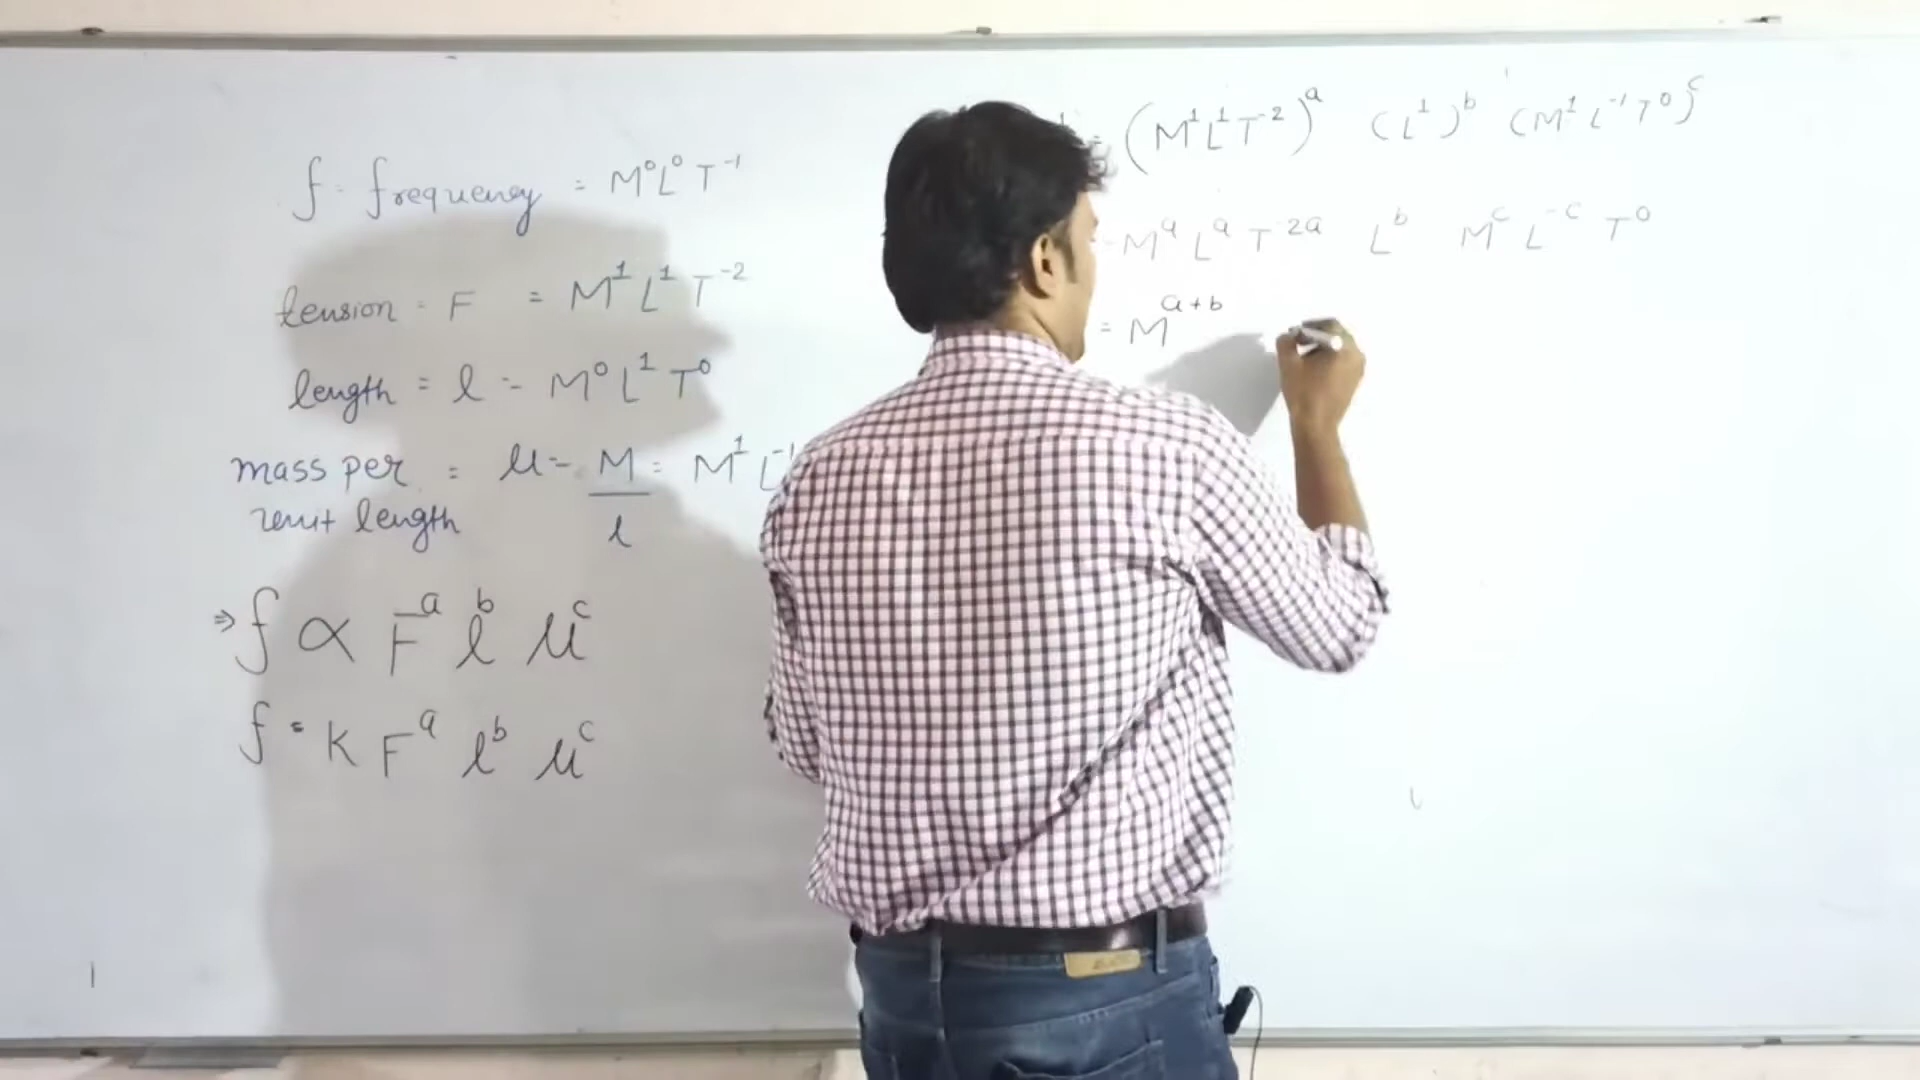 f = frequency = M⁰L⁰T⁻¹
tension = F = M¹L¹T⁻²
length = l = M⁰L¹T⁰
mass per unit length = μ = M/l = M¹L⁻¹
⇒ f ∝ Fᵃ lᵇ μᶜ
f = K Fᵃ lᵇ μᶜ
= (M¹L¹T⁻²)ᵃ (L¹)ᵇ (M¹L⁻¹T⁰)ᶜ
MᵃLᵃT⁻²ᵃ Lᵇ MᶜL⁻ᶜT⁰
= Mᵃ⁺ᵇ